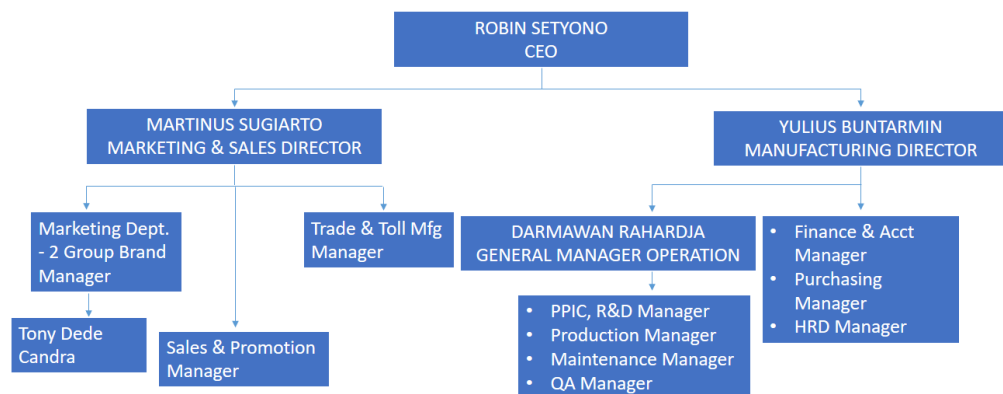 ROBIN SETYONO
CEO
MARTINUS SUGIARTO
MARKETING & SALES DIRECTOR
YULIUS BUNTARMIN
MANUFACTURING DIRECTOR
Marketing Dept.
- 2 Group Brand
Manager
Trade & Toll Mfg
Manager
DARMAWAN RAHARDJA
GENERAL MANAGER OPERATION
• Finance & Acct
Manager
• Purchasing
Manager
• HRD Manager
Tony Dede
Candra
Sales & Promotion
Manager
• PPIC, R&D Manager
• Production Manager
• Maintenance Manager
• QA Manager